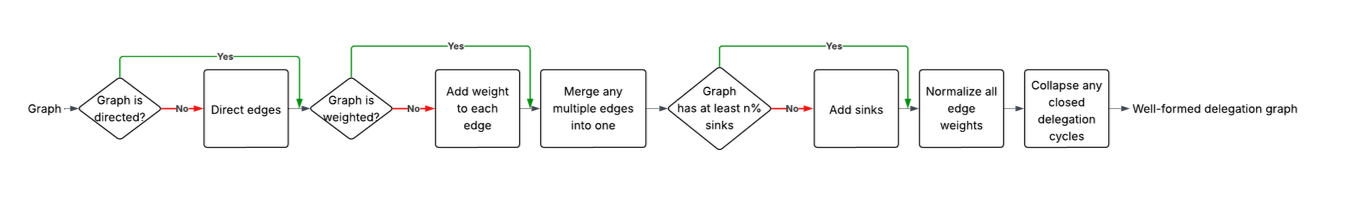 Graph
Graph is
directed?
Yes
No
Direct edges
Graph is
weighted?
Yes
No
Add weight
to each
edge
Merge any
multiple edges
into one
Graph
has at least n%
sinks
Yes
No
Add sinks
Normalize all
edge
weights
Collapse any
closed
delegation
cycles
Well-formed delegation graph